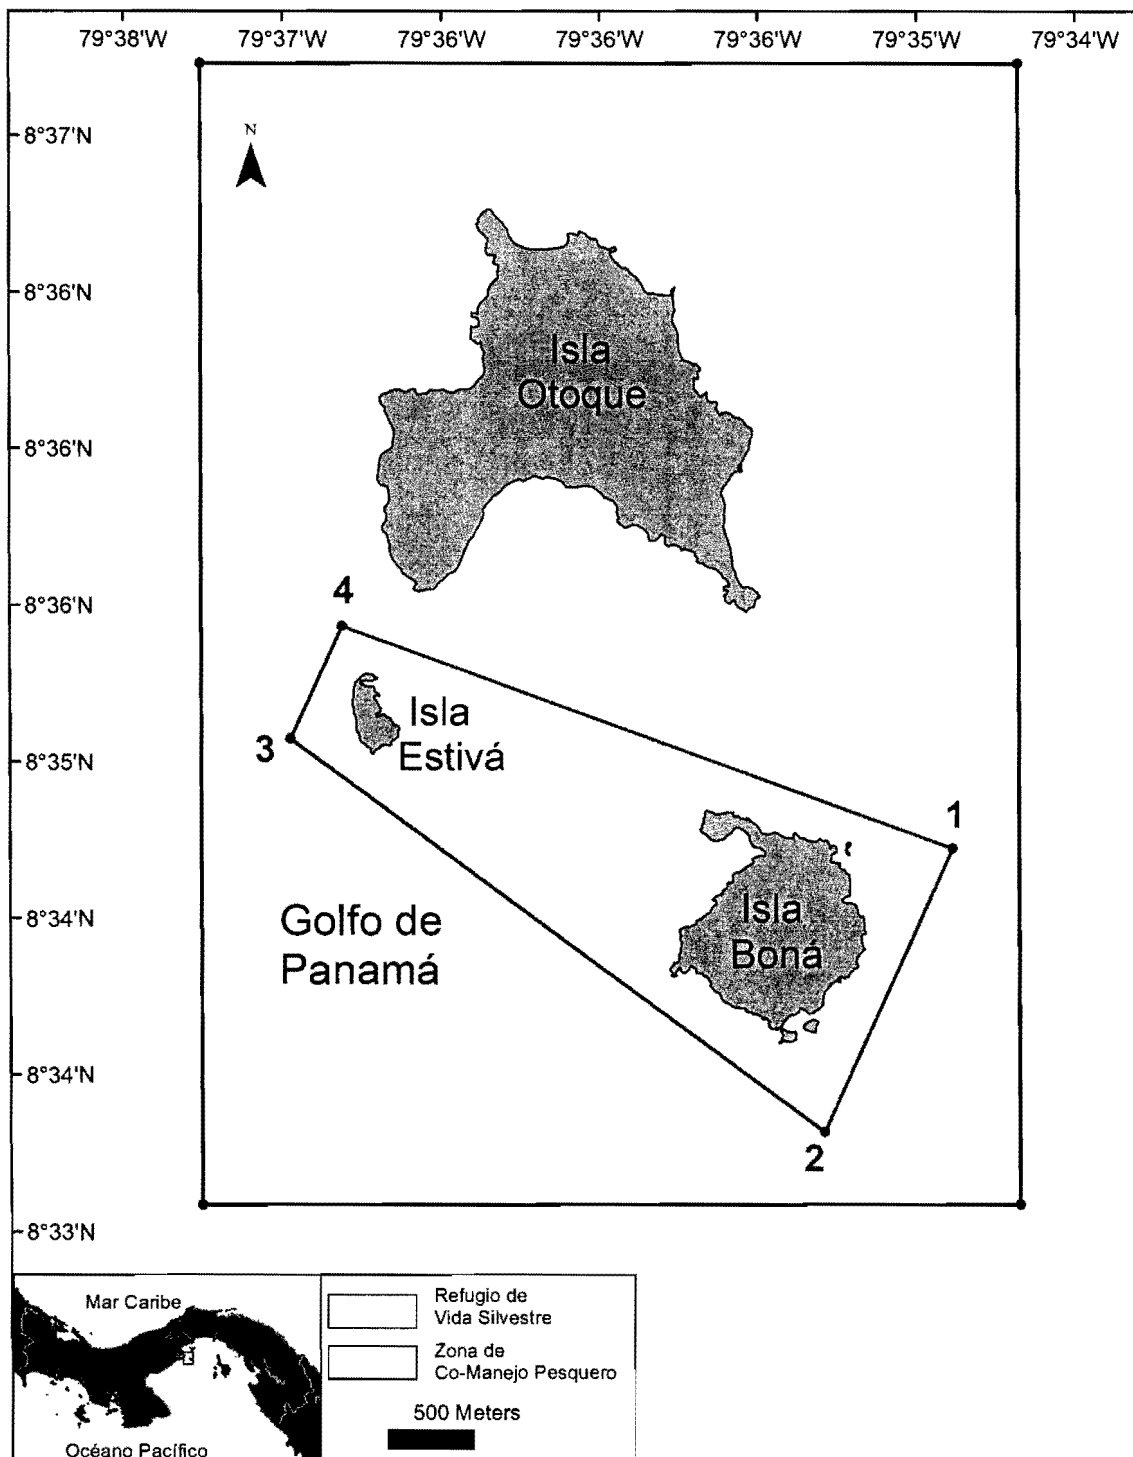 79°38'W 79°37'W 79°36'W 79°36'W 79°36'W 79°35'W 79°34'W
8°37'N
N
8°36'N
Isla
Otoque
8°36'N
8°36'N
4
Isla
Estivá
3
8°35'N
1
Isla
Boná
8°34'N
Golfo de
Panamá
8°34'N
2
8°33'N
Mar Caribe
Océano Pacífico
Refugio de
Vida Silvestre
Zona de
Co-Manejo Pesquero
500 Meters